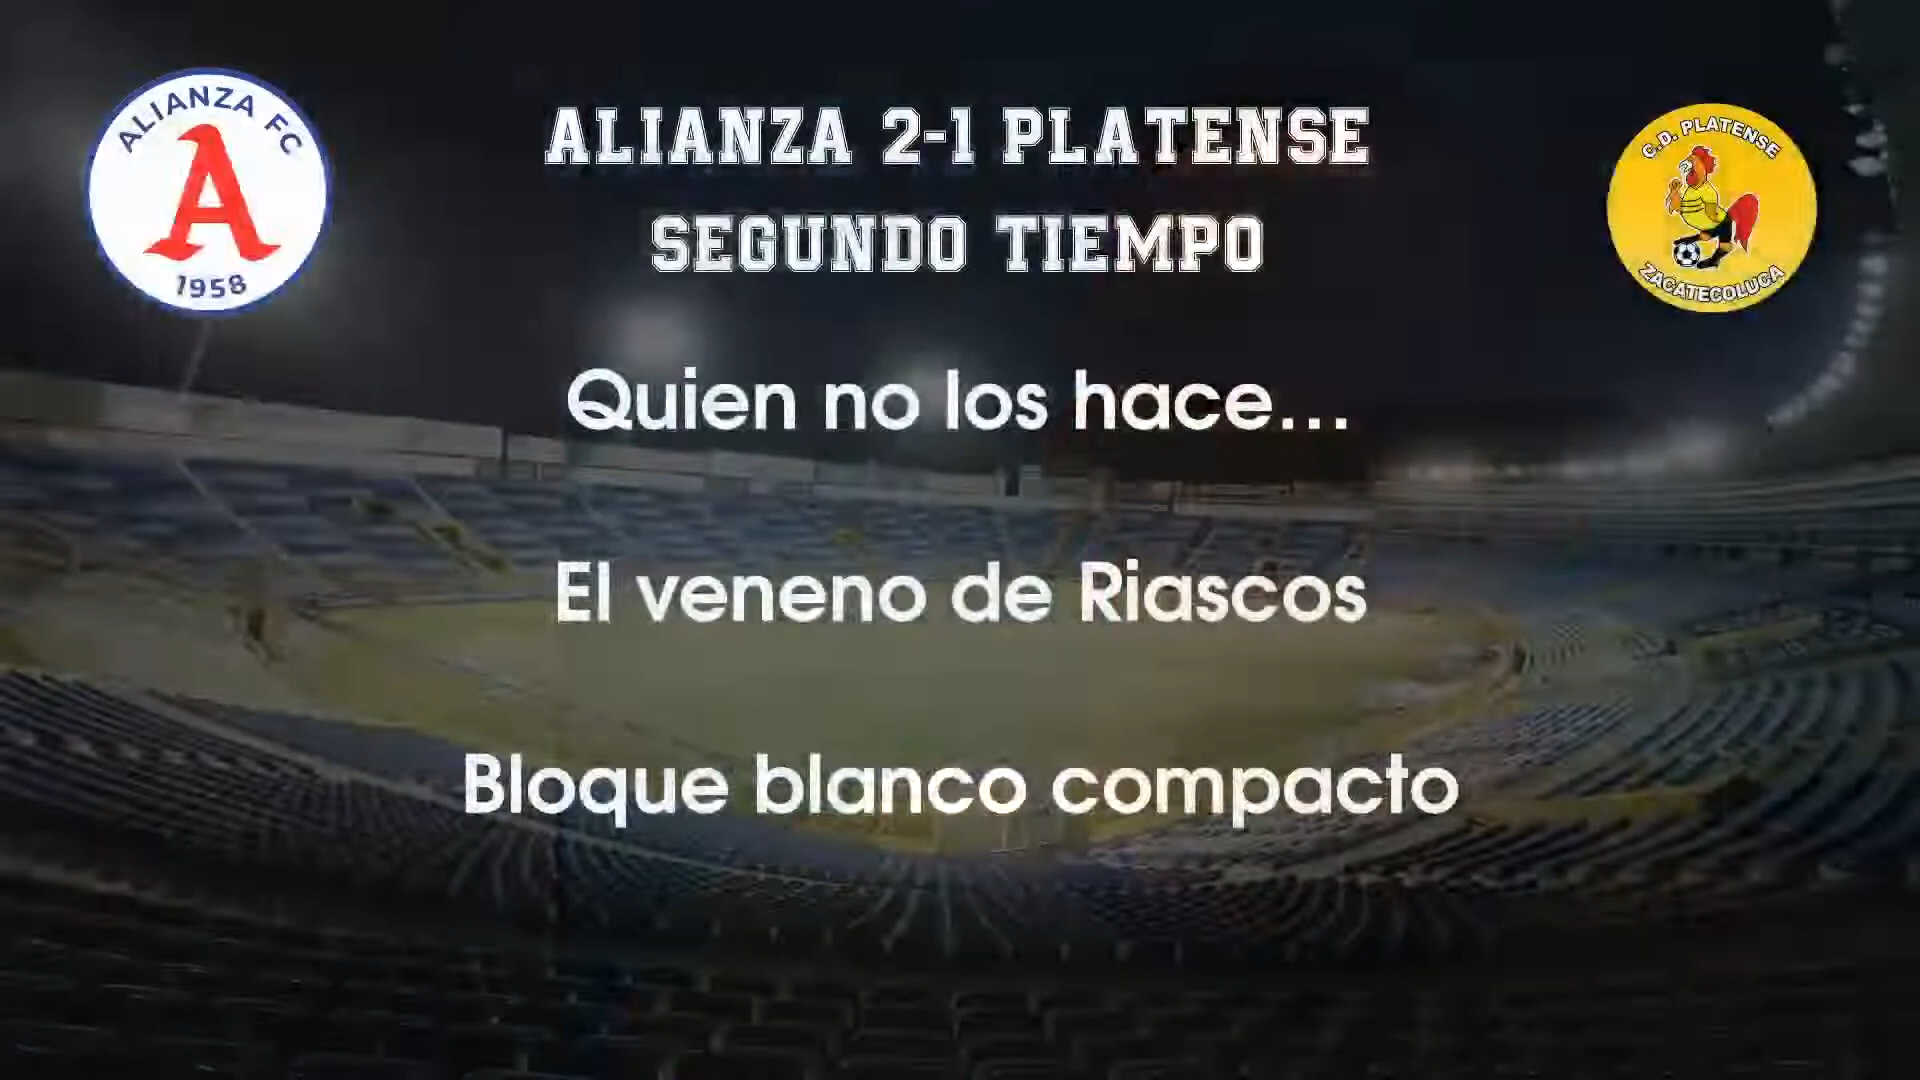 ALIANZA FC
1958
ALIANZA 2-1 PLATENSE
SEGUNDO TIEMPO
C.D. PLATENSE
ZACATECOLUCA
Quien no los hace...
El veneno de Riascos
Bloque blanco compacto